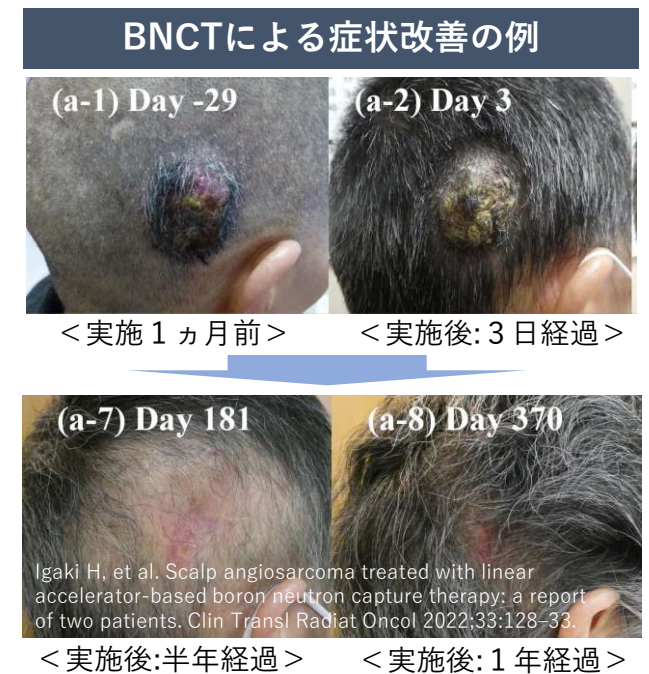 BNCTによる症状改善の例
(a-1) Day -29
(a-2) Day 3
＜実施１ヵ月前＞
＜実施後:３日経過＞
(a-7) Day 181
(a-8) Day 370
Igaki H, et al. Scalp angiosarcoma treated with linear
accelerator-based boron neutron capture therapy: a report
of two patients. Clin Transl Radiat Oncol 2022;33:128–33.
＜実施後:半年経過＞
＜実施後:１年経過＞